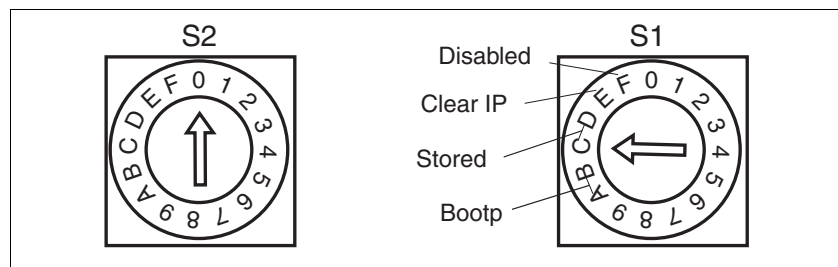 S2
0 1 2 3 4 5 6 7 8 9 A B C D E F
S1
Disabled
Clear IP
Stored
Bootp
0 1 2 3 4 5 6 7 8 9 A B C D E F